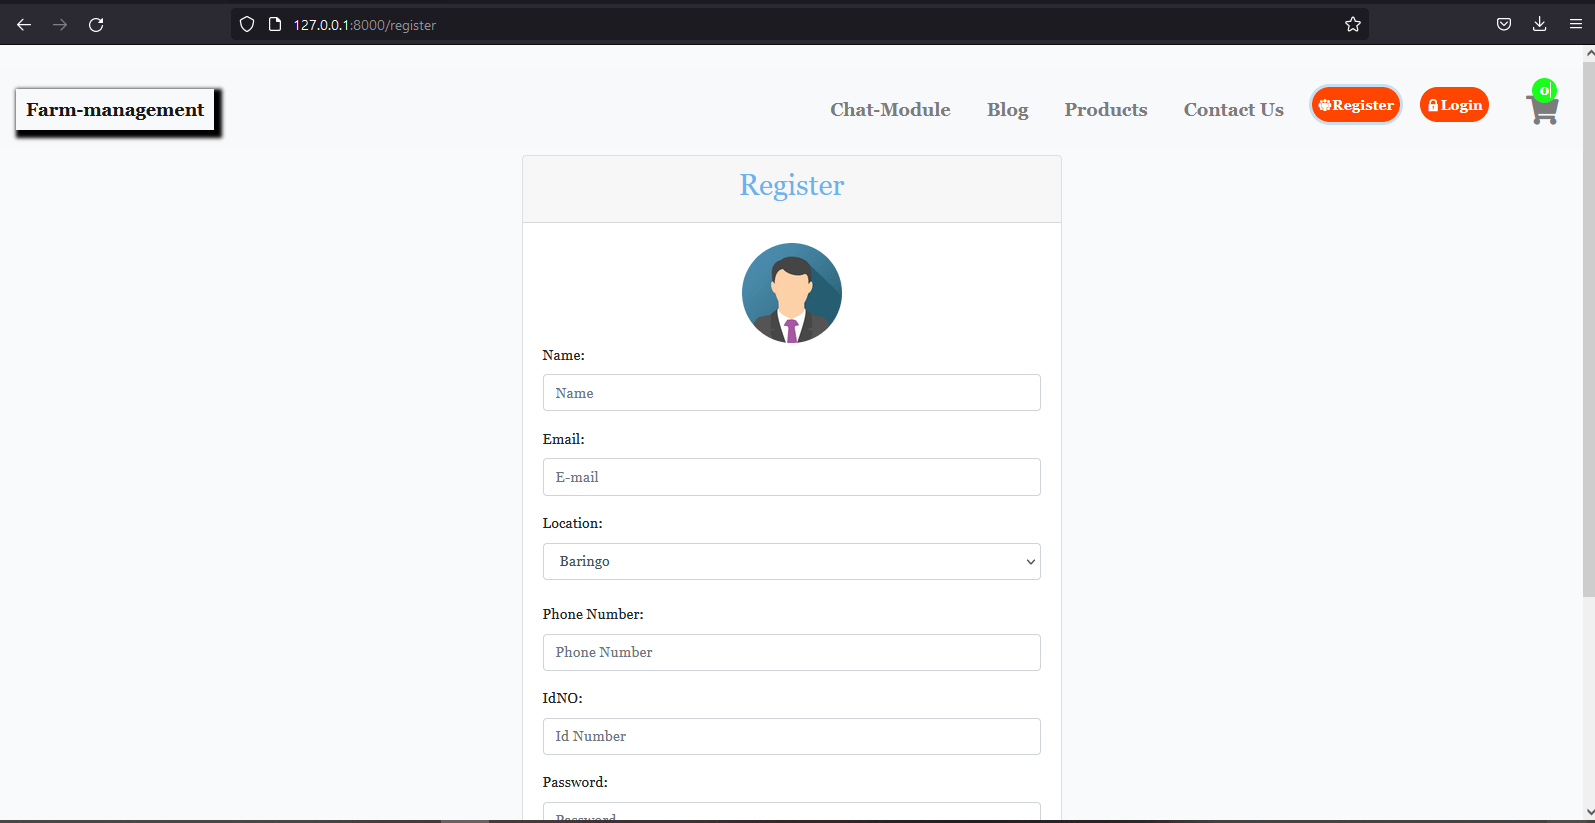 127.0.0.1:8000/register
Farm-management
Chat-Module Blog Products Contact Us Register Login 0
Register
Name:
Name
Email:
E-mail
Location:
Baringo
Phone Number:
Phone Number
IdNO:
Id Number
Password:
Password